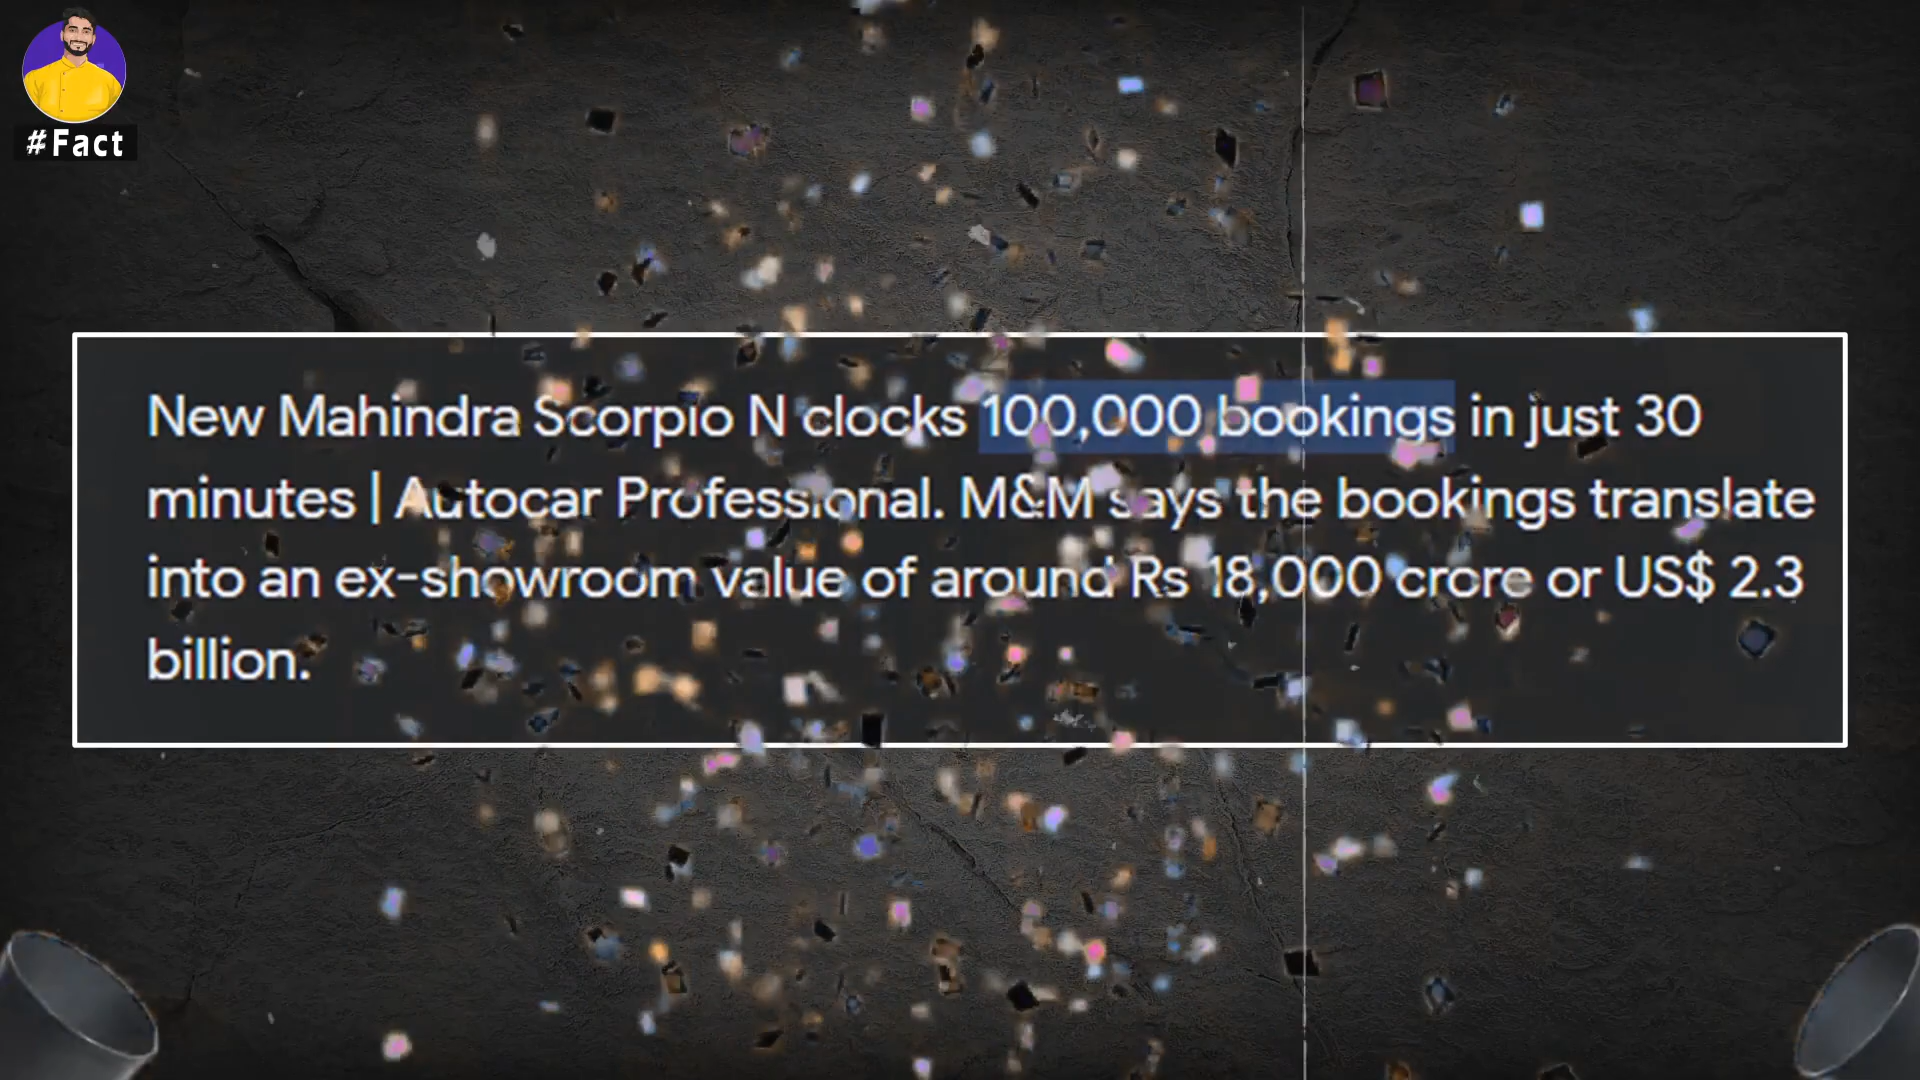 #Fact
New Mahindra Scorpio N clocks 100,000 bookings in just 30
minutes | Autocar Professional. M&M says the bookings translate
into an ex-showroom value of around Rs 18,000 crore or US$ 2.3
billion.